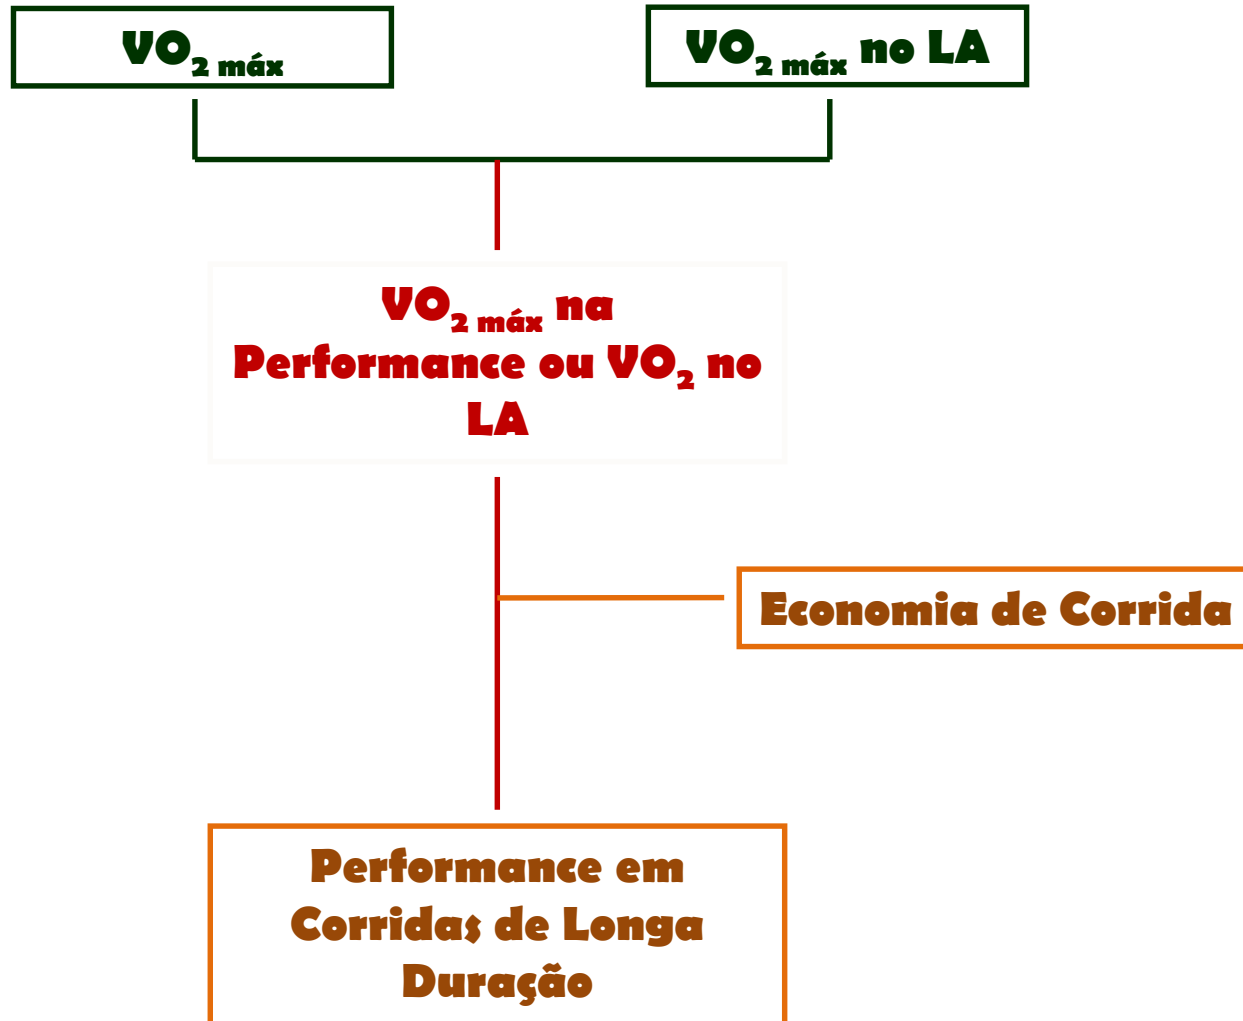 VO₂ máx
VO₂ máx no LA
VO₂ máx na
Performance ou VO₂ no
LA
Economia de Corrida
Performance em
Corridas de Longa
Duração